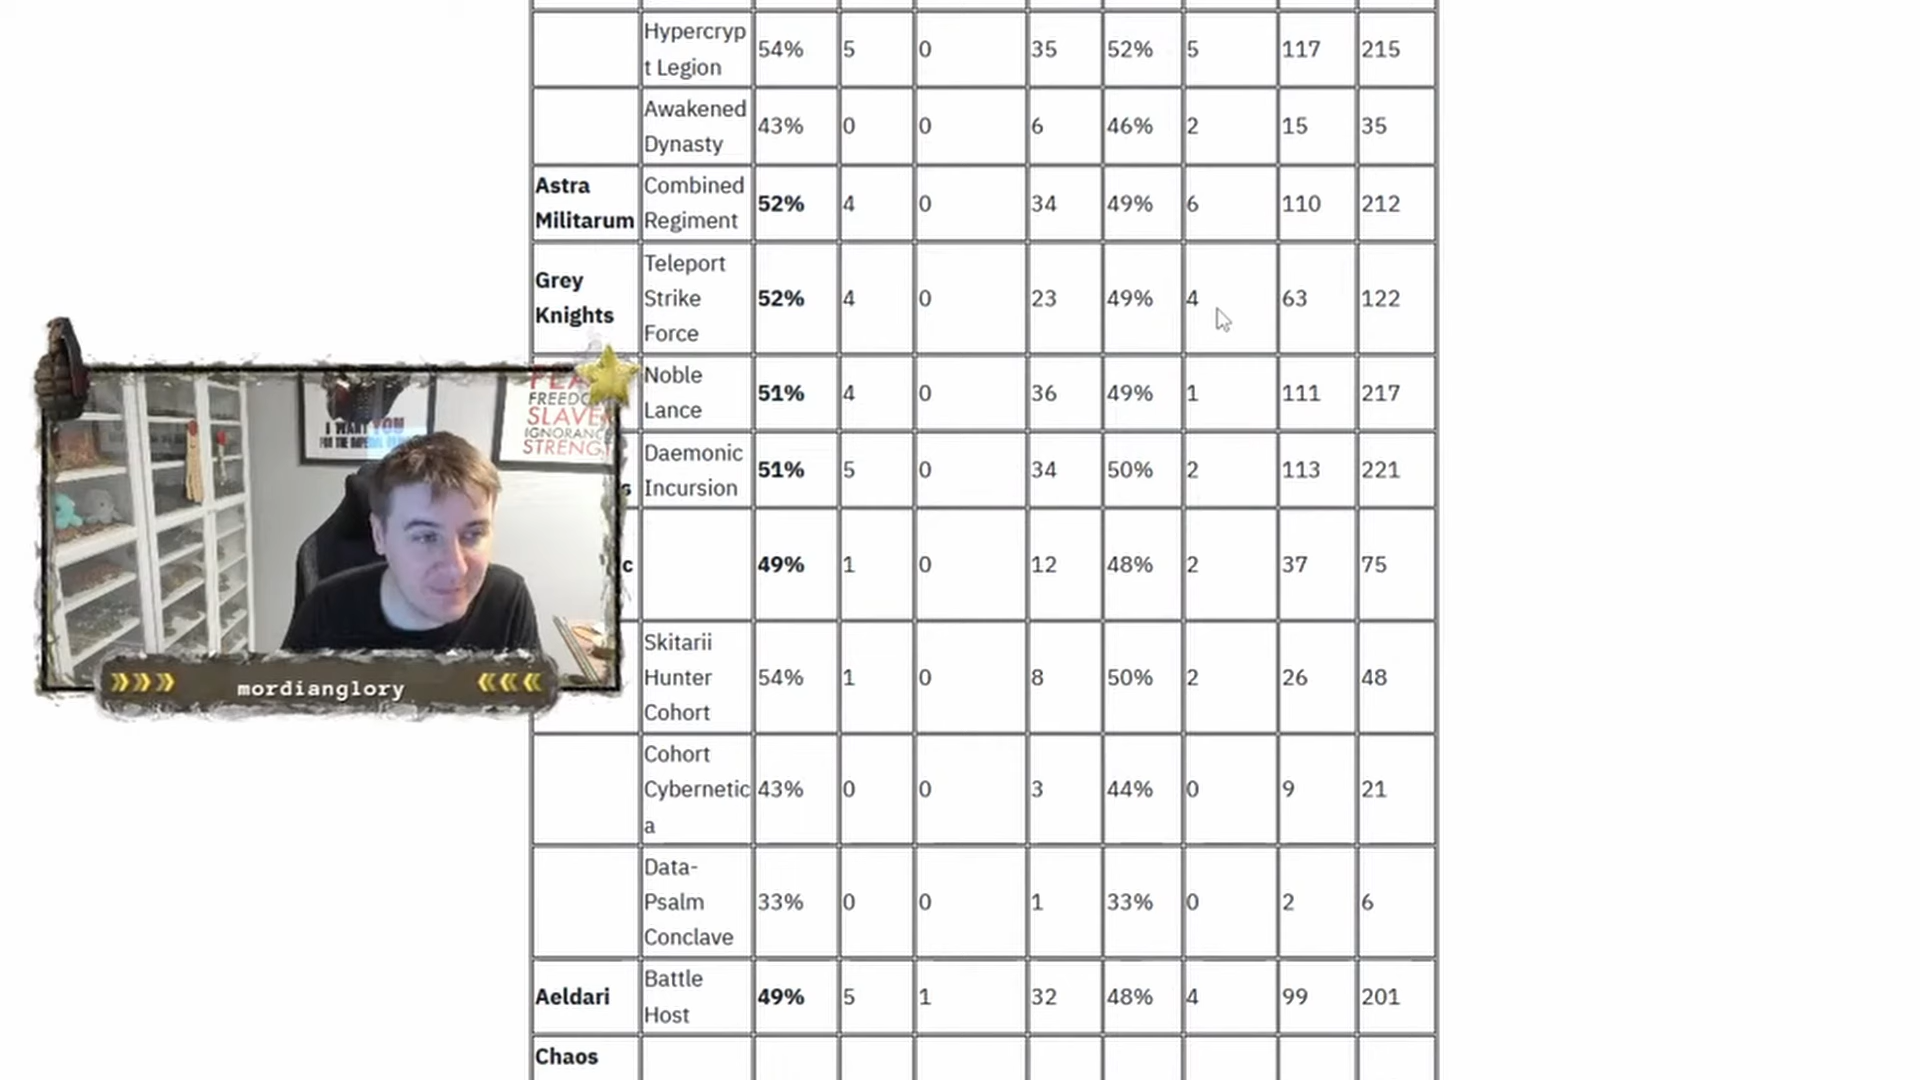 Hypercryp
t Legion
54% 5 0 35 52% 5 117 215
Awakened
Dynasty
43% 0 0 6 46% 2 15 35
Astra
Militarum
Combined
Regiment
52% 4 0 34 49% 6 110 212
Grey
Knights
Teleport
Strike
Force
52% 4 0 23 49% 4 63 122
Noble
Lance
51% 4 0 36 49% 1 111 217
s
Daemonic
Incursion
51% 5 0 34 50% 2 113 221
c
49% 1 0 12 48% 2 37 75
Skitarii
Hunter
Cohort
54% 1 0 8 50% 2 26 48
Cohort
Cybernetic
a
43% 0 0 3 44% 0 9 21
Data-
Psalm
Conclave
33% 0 0 1 33% 0 2 6
Aeldari
Battle
Host
49% 5 1 32 48% 4 99 201
Chaos
I WANT YOU
FREEDO
SLAVE
IGNORANC
STRENG
mordianglory